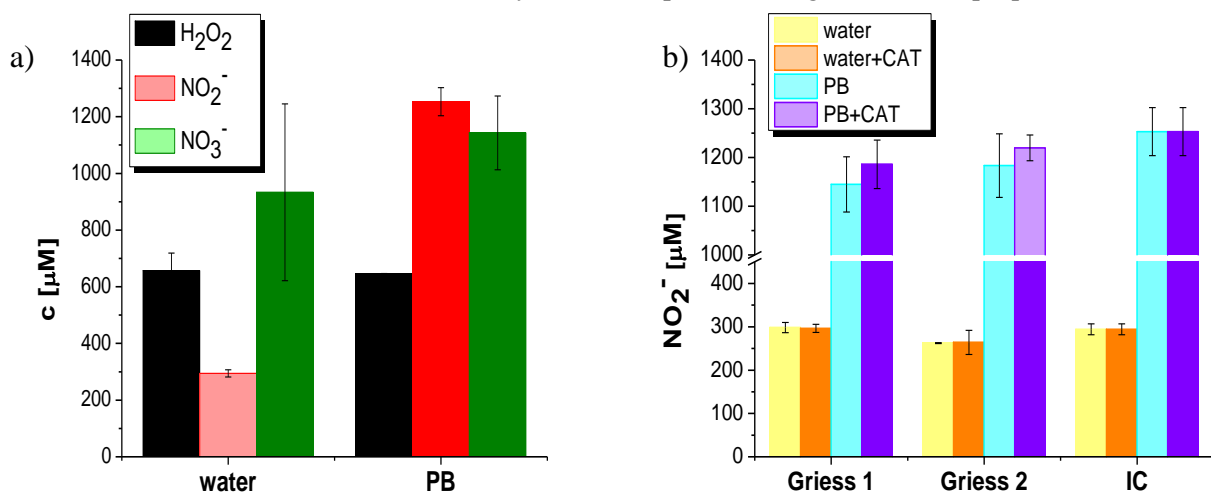 a)
H₂O₂
NO₂⁻
NO₃⁻
c [µM]
1400
1200
1000
800
600
400
200
0
water
PB
b)
water
water+CAT
PB
PB+CAT
NO₂⁻ [µM]
1400
1300
1200
1100
1000
400
300
200
100
0
Griess 1
Griess 2
IC